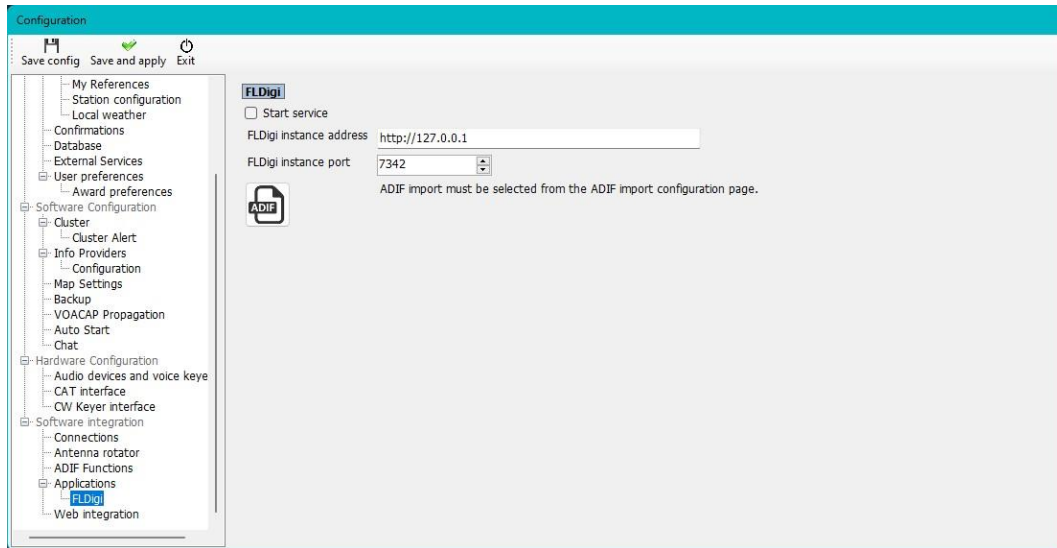 Configuration
Save config Save and apply Exit
My References
Station configuration
Local weather
Confirmations
Database
External Services
User preferences
Award preferences
Software Configuration
Cluster
Cluster Alert
Info Providers
Configuration
Map Settings
Backup
VOACAP Propagation
Auto Start
Chat
Hardware Configuration
Audio devices and voice keye
CAT interface
CW Keyer interface
Software integration
Connections
Antenna rotator
ADIF Functions
Applications
FLDigi
Web integration
FLDigi
Start service
FLDigi instance address http://127.0.0.1
FLDigi instance port 7342
ADIF import must be selected from the ADIF import configuration page.
ADIF